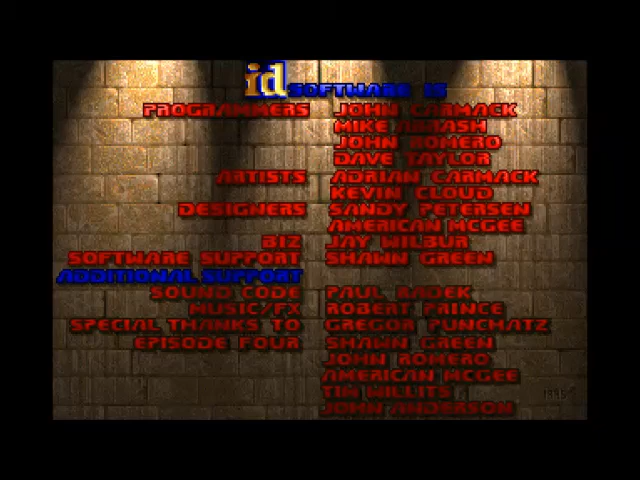 id SOFTWARE IS
PROGRAMMERS JOHN CARMACK
MIKE ABRASH
JOHN ROMERO
DAVE TAYLOR
ARTISTS ADRIAN CARMACK
KEVIN CLOUD
DESIGNERS SANDY PETERSEN
AMERICAN MCGEE
BIZ JAY WILBUR
SOFTWARE SUPPORT SHAWN GREEN
ADDITIONAL SUPPORT
SOUND CODE PAUL RADEK
MUSIC/FX ROBERT PRINCE
SPECIAL THANKS TO GREGOR PUNCHATZ
EPISODE FOUR SHAWN GREEN
JOHN ROMERO
AMERICAN MCGEE
TIM WILLITS
JOHN ANDERSON